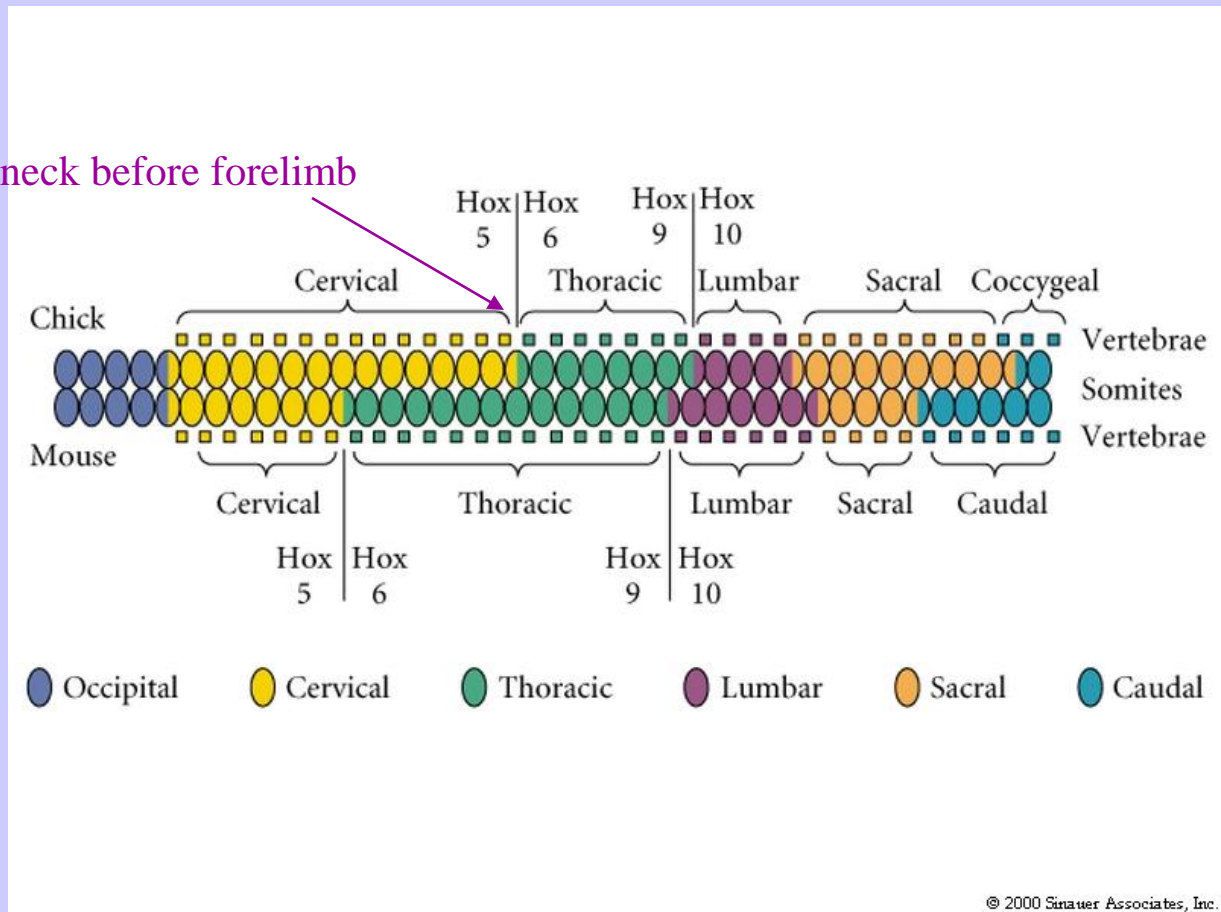 neck before forelimb
Hox Hox
5 6
Hox Hox
9 10
Cervical Thoracic Lumbar Sacral Coccygeal
Chick
Vertebrae
Somites
Mouse
Vertebrae
Cervical Thoracic Lumbar Sacral Caudal
Hox Hox
5 6
Hox Hox
9 10
Occipital Cervical Thoracic Lumbar Sacral Caudal
© 2000 Sinauer Associates, Inc.